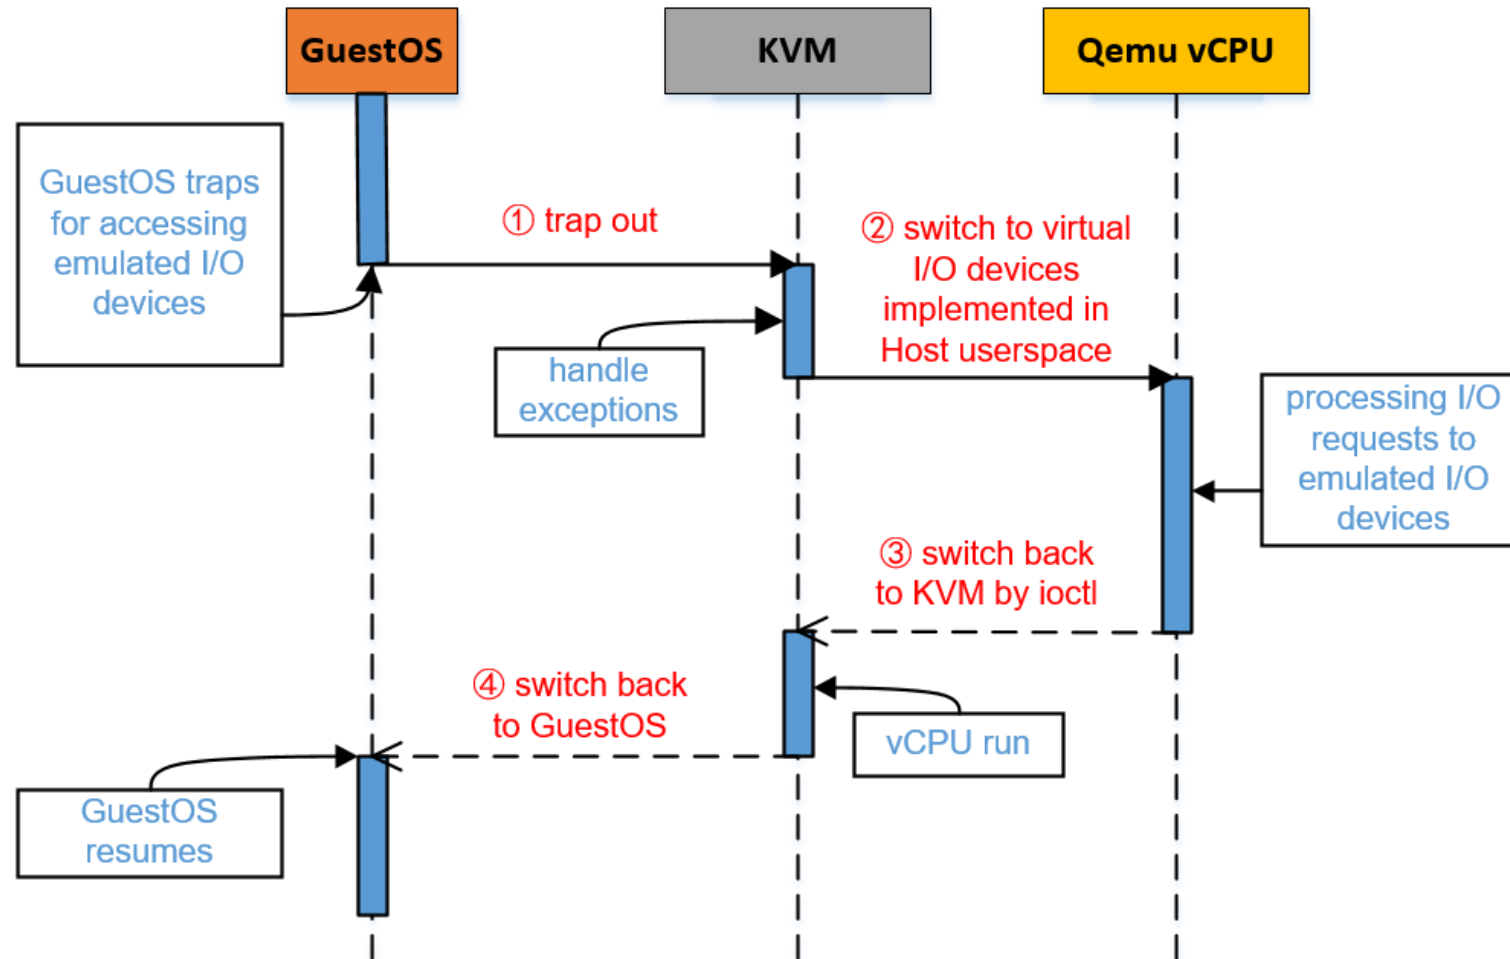 GuestOS
KVM
Qemu vCPU
GuestOS traps
for accessing
emulated I/O
devices
① trap out
② switch to virtual
I/O devices
implemented in
Host userspace
handle
exceptions
processing I/O
requests to
emulated I/O
devices
③ switch back
to KVM by ioctl
④ switch back
to GuestOS
vCPU run
GuestOS
resumes